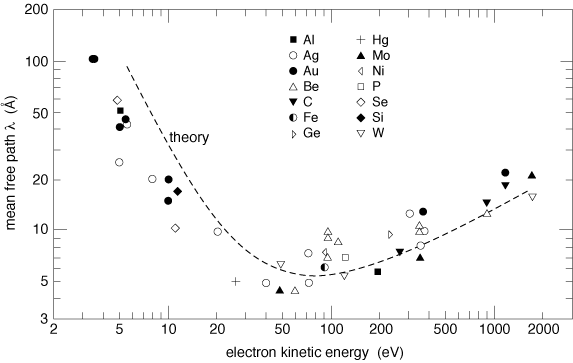 200
100
50
20
10
5
3
mean free path λ (Å)
theory
Al
Ag
Au
Be
C
Fe
Ge
Hg
Mo
Ni
P
Se
Si
W
2 5 10 20 50 100 200 500 1000 2000
electron kinetic energy (eV)